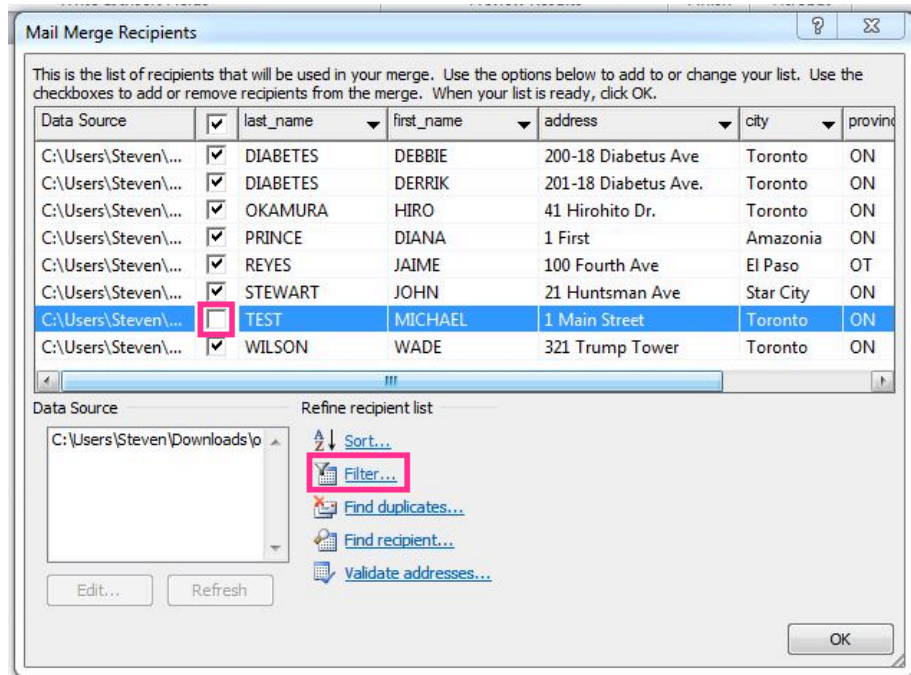 Mail Merge Recipients
This is the list of recipients that will be used in your merge. Use the options below to add to or change your list. Use the
checkboxes to add or remove recipients from the merge. When your list is ready, click OK.
Data Source last_name first_name address city provinc
C:\Users\Steven\... DIABETES DEBBIE 200-18 Diabetus Ave Toronto ON
C:\Users\Steven\... DIABETES DERRIK 201-18 Diabetus Ave. Toronto ON
C:\Users\Steven\... OKAMURA HIRO 41 Hirohito Dr. Toronto ON
C:\Users\Steven\... PRINCE DIANA 1 First Amazonia ON
C:\Users\Steven\... REYES JAIME 100 Fourth Ave El Paso OT
C:\Users\Steven\... STEWART JOHN 21 Huntsman Ave Star City ON
C:\Users\Steven\... TEST MICHAEL 1 Main Street Toronto ON
C:\Users\Steven\... WILSON WADE 321 Trump Tower Toronto ON
Data Source Refine recipient list
C:\Users\Steven\Downloads\p
Sort...
Filter...
Find duplicates...
Find recipient...
Validate addresses...
Edit... Refresh
OK